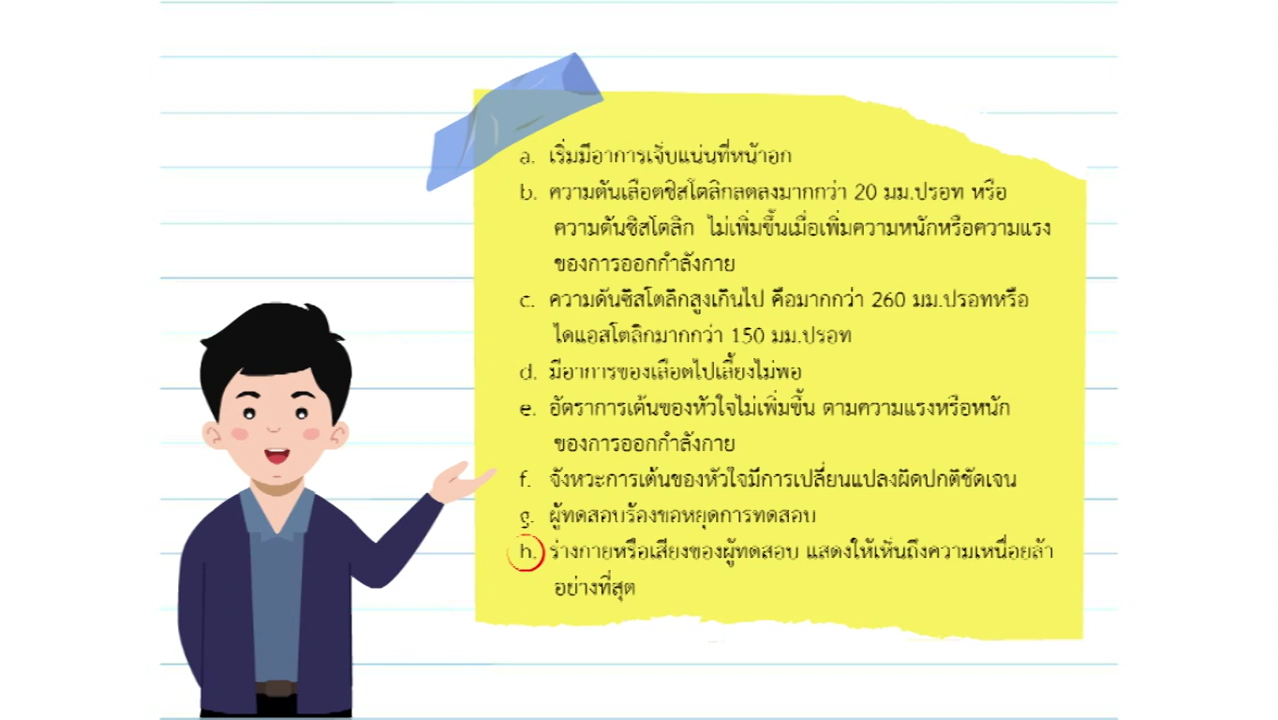 a. เริ่มมีอาการเจ็บแน่นที่หน้าอก
b. ความดันเลือดซิสโตลิกลดลงมากกว่า 20 มม.ปรอท หรือ
ความดันซิสโตลิก ไม่เพิ่มขึ้นเมื่อเพิ่มความหนักหรือความแรง
ของการออกกำลังกาย
c. ความดันซิสโตลิกสูงเกินไป คือมากกว่า 260 มม.ปรอทหรือ
ไดแอสโตลิกมากกว่า 150 มม.ปรอท
d. มีอาการของเลือดไปเลี้ยงไม่พอ
e. อัตราการเต้นของหัวใจไม่เพิ่มขึ้น ตามความแรงหรือหนัก
ของการออกกำลังกาย
f. จังหวะการเต้นของหัวใจมีการเปลี่ยนแปลงผิดปกติชัดเจน
g. ผู้ทดสอบร้องขอหยุดการทดสอบ
h. ร่างกายหรือเสียงของผู้ทดสอบ แสดงให้เห็นถึงความเหนื่อยล้า
อย่างที่สุด